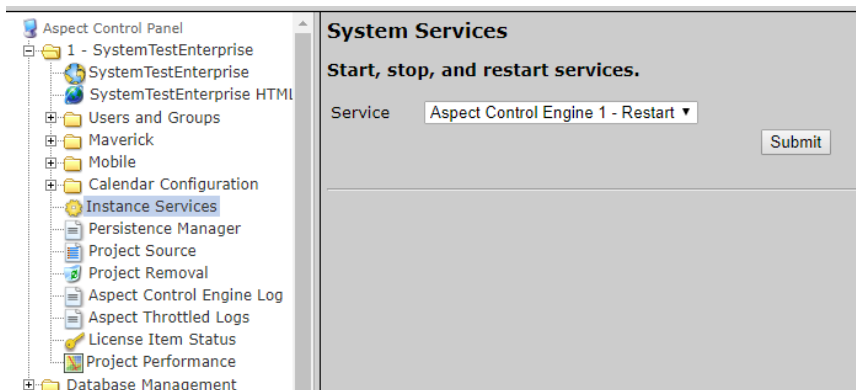 Aspect Control Panel
1 - SystemTestEnterprise
SystemTestEnterprise
SystemTestEnterprise HTML
Users and Groups
Maverick
Mobile
Calendar Configuration
Instance Services
Persistence Manager
Project Source
Project Removal
Aspect Control Engine Log
Aspect Throttled Logs
License Item Status
Project Performance
Database Management
System Services
Start, stop, and restart services.
Service Aspect Control Engine 1 - Restart
Submit